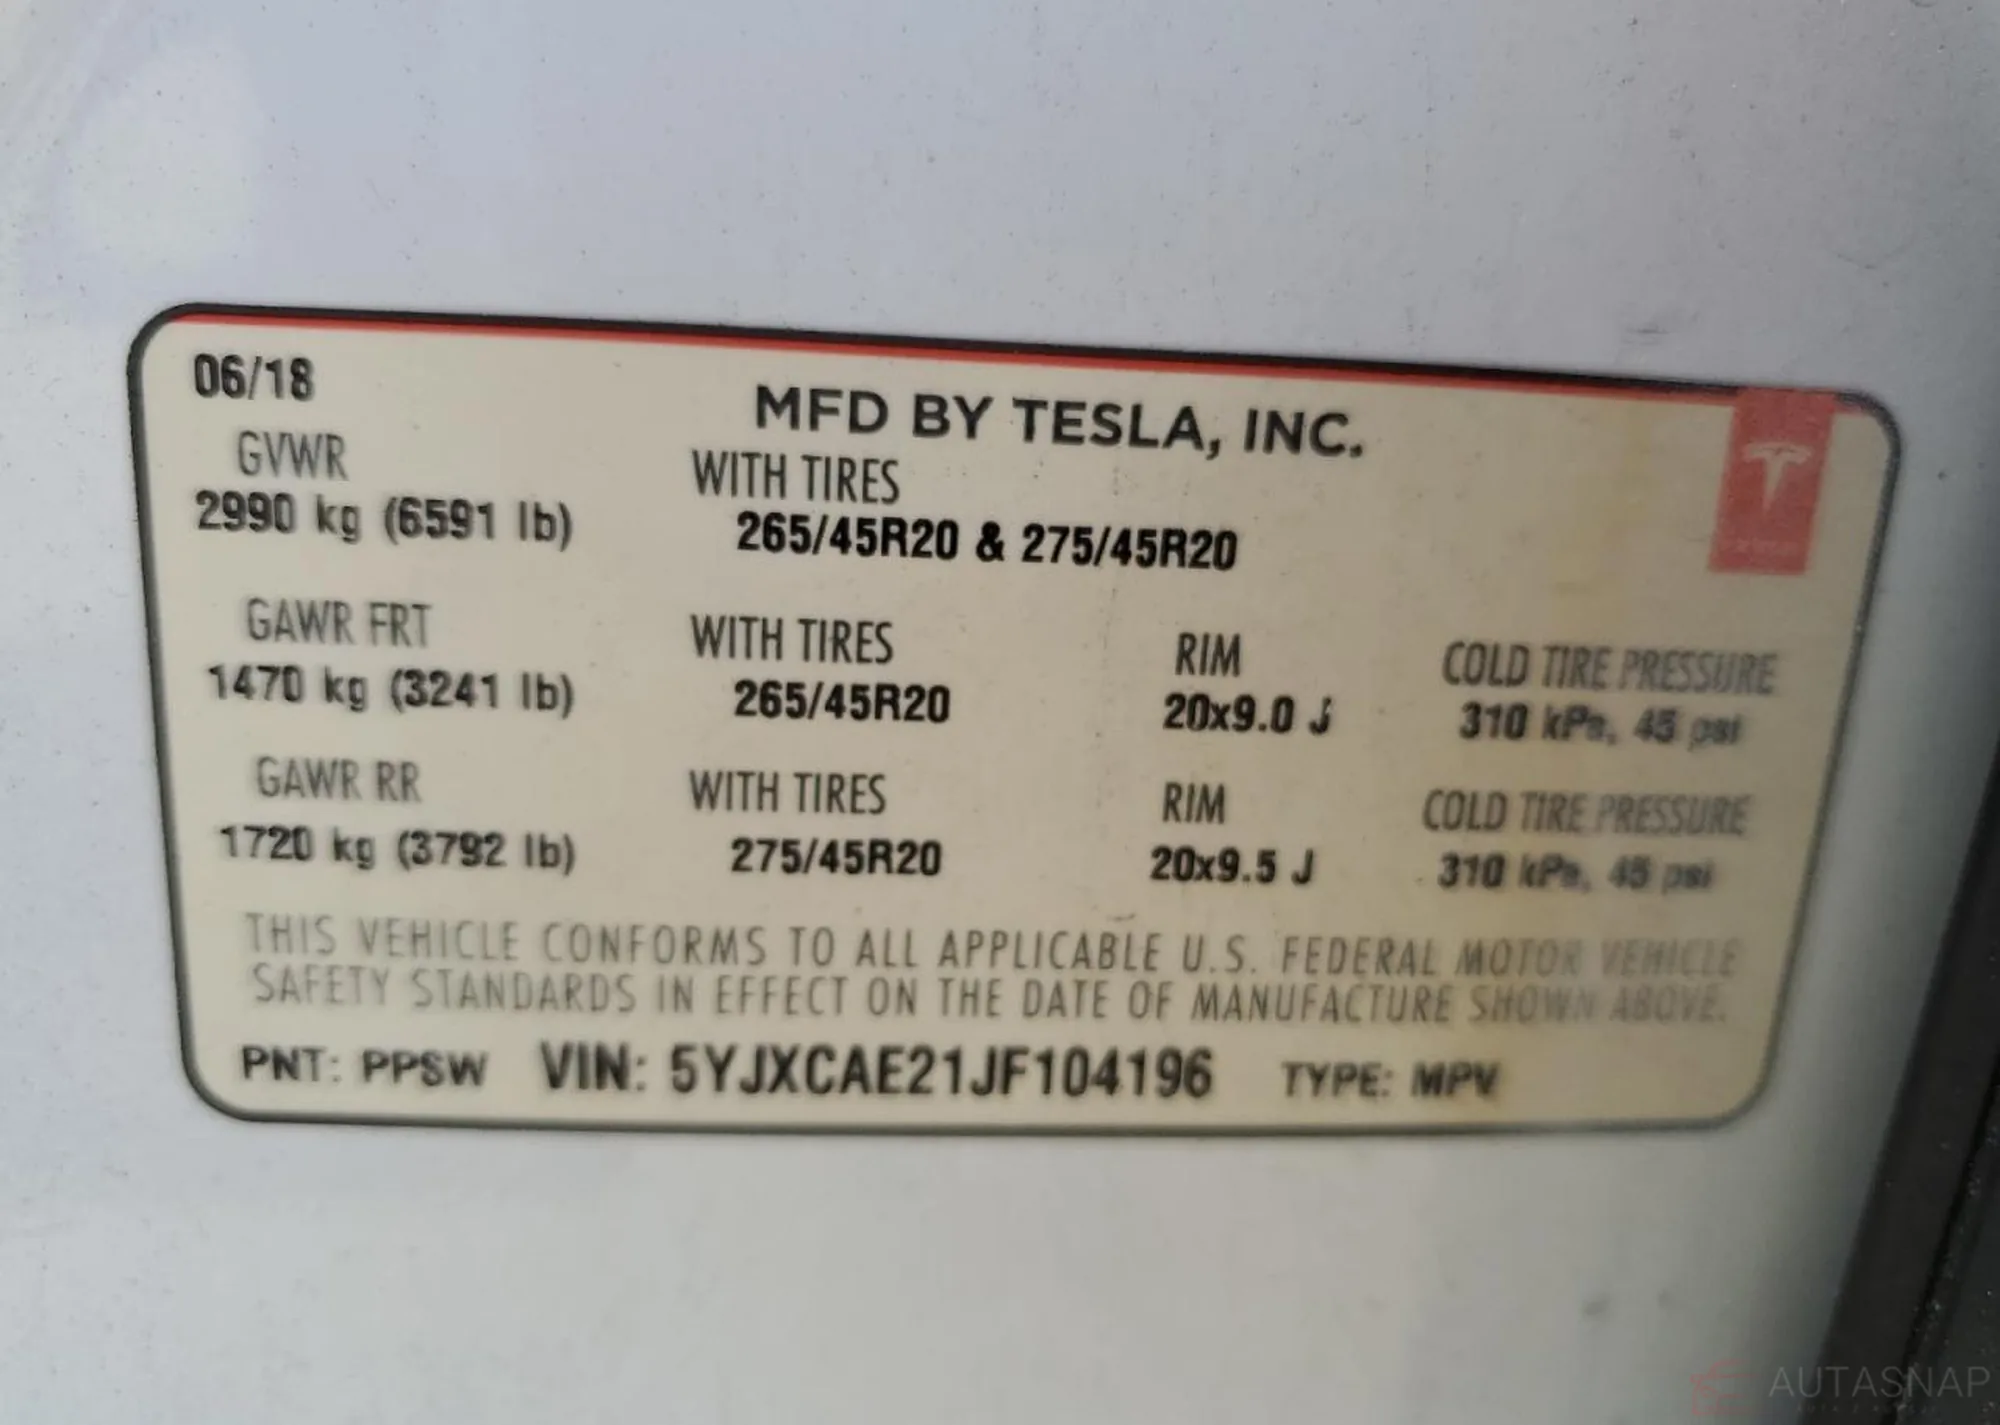 06/18
MFD BY TESLA, INC.
GVWR
WITH TIRES
2990 kg (6591 lb)
265/45R20 & 275/45R20
GAWR FRT
WITH TIRES
RIM
COLD TIRE PRESSURE
1470 kg (3241 lb)
265/45R20
20x9.0 J
310 kPa, 45 psi
GAWR RR
WITH TIRES
RIM
COLD TIRE PRESSURE
1720 kg (3792 lb)
275/45R20
20x9.5 J
310 kPa, 45 psi
THIS VEHICLE CONFORMS TO ALL APPLICABLE U.S. FEDERAL MOTOR VEHICLE
SAFETY STANDARDS IN EFFECT ON THE DATE OF MANUFACTURE SHOWN ABOVE.
PNT: PPSW VIN: 5YJXCAE21JF104196 TYPE: MPV
AUTASNAP